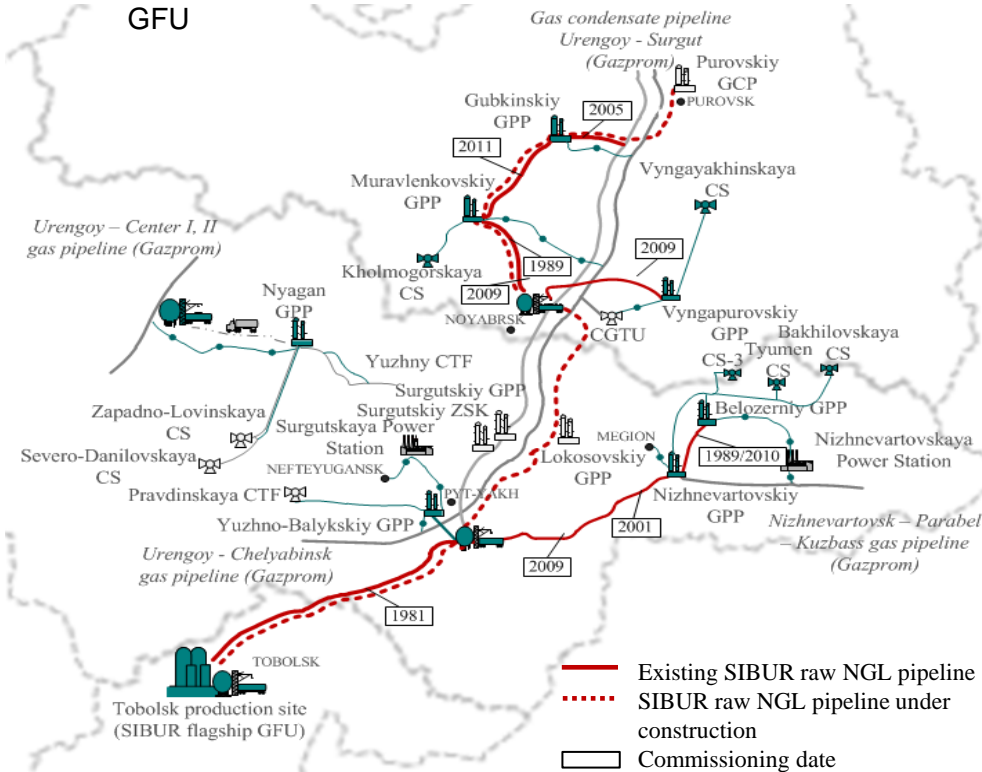 GFU
Gas condensate pipeline
Urengoy - Surgut
(Gazprom)
Purovskiy
GCP
PUROVSK
Gubkinskiy
GPP
2005
2011
Vyngayakhinskaya
CS
Muravlenkovskiy
GPP
Urengoy – Center I, II
gas pipeline (Gazprom)
1989
2009
Kholmogorskaya
CS
2009
Nyagan
GPP
NOYABRSK
CGTU
Vyngapurovskiy
GPP
Bakhilovskaya
CS
CS-3
Tyumen
CS
Yuzhny CTF
Surgutskiy GPP
Surgutskiy ZSK
Surgutskaya Power
Station
Zapadno-Lovinskaya
CS
Severo-Danilovskaya
CS
Belozerniy GPP
MEGION
Lokosovskiy
GPP
1989/2010
Nizhnevartovskaya
Power Station
NEFTEYUGANSK
Pravdinskaya CTF
PYT-YAKH
Nizhnevartovskiy
GPP
Yuzhno-Balykskiy GPP
2001
Nizhnevartovsk – Parabel
– Kuzbass gas pipeline
(Gazprom)
Urengoy - Chelyabinsk
gas pipeline (Gazprom)
2009
1981
TOBOLSK
Tobolsk production site
(SIBUR flagship GFU)
Existing SIBUR raw NGL pipeline
SIBUR raw NGL pipeline under
construction
Commissioning date